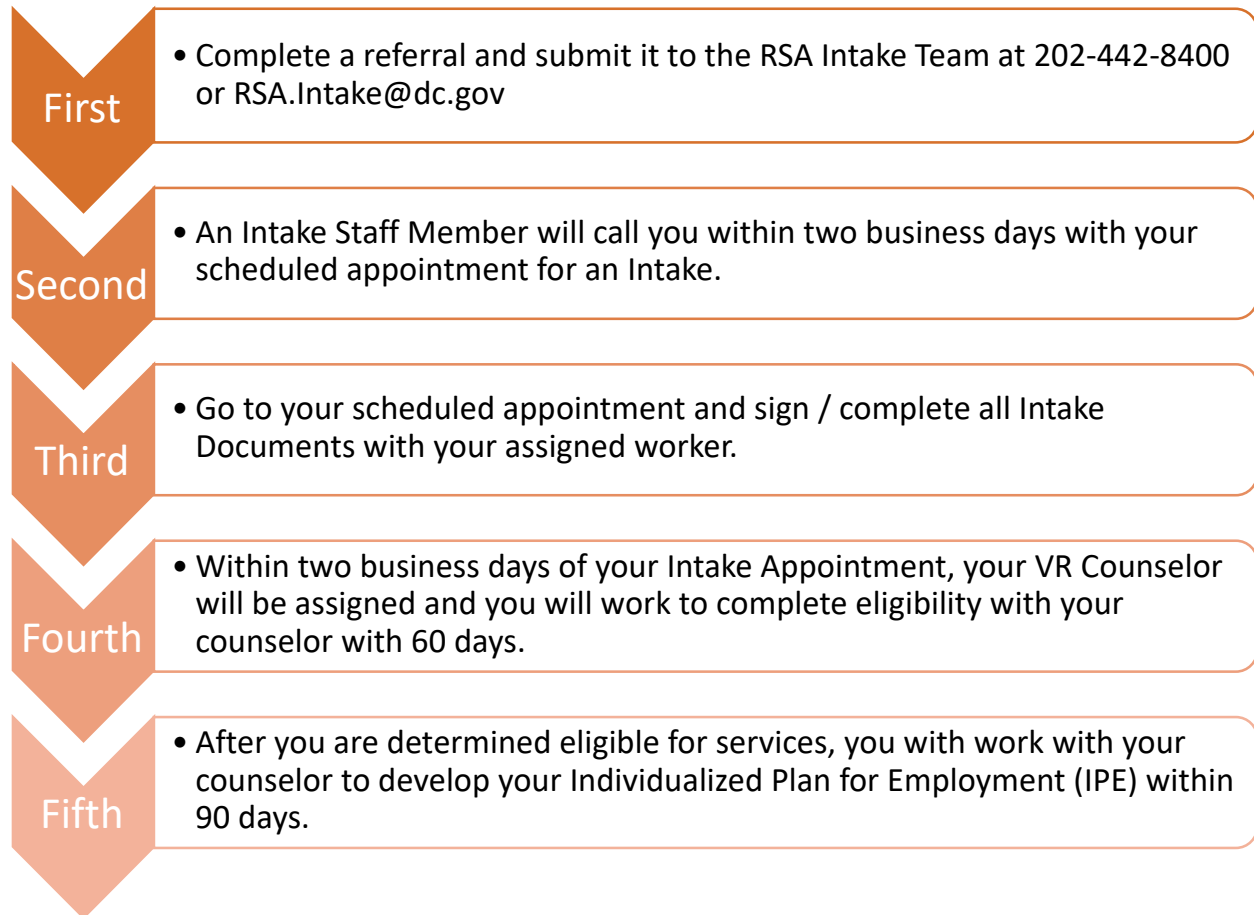 First
• Complete a referral and submit it to the RSA Intake Team at 202-442-8400
or RSA.Intake@dc.gov
Second
• An Intake Staff Member will call you within two business days with your
scheduled appointment for an Intake.
Third
• Go to your scheduled appointment and sign / complete all Intake
Documents with your assigned worker.
Fourth
• Within two business days of your Intake Appointment, your VR Counselor
will be assigned and you will work to complete eligibility with your
counselor with 60 days.
Fifth
• After you are determined eligible for services, you with work with your
counselor to develop your Individualized Plan for Employment (IPE) within
90 days.